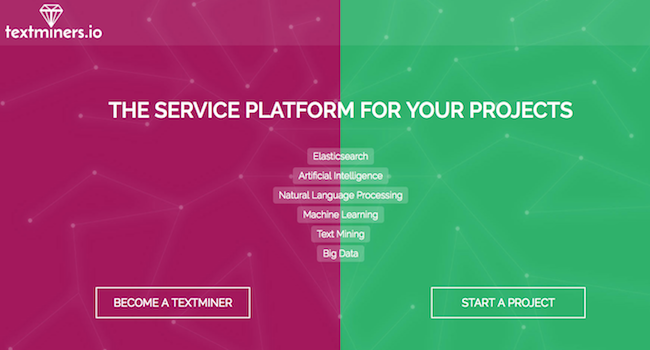 textminers.io
THE SERVICE PLATFORM FOR YOUR PROJECTS
Elasticsearch
Artificial Intelligence
Natural Language Processing
Machine Learning
Text Mining
Big Data
BECOME A TEXTMINER
START A PROJECT